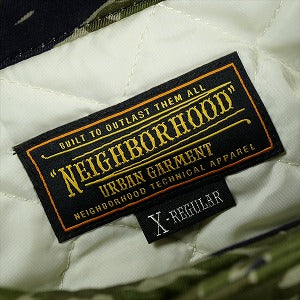 BUILT TO OUTLAST THEM ALL
"NEIGHBORHOOD"
URBAN GARMENT
NEIGHBORHOOD TECHNICAL APPAREL
X-REGULAR